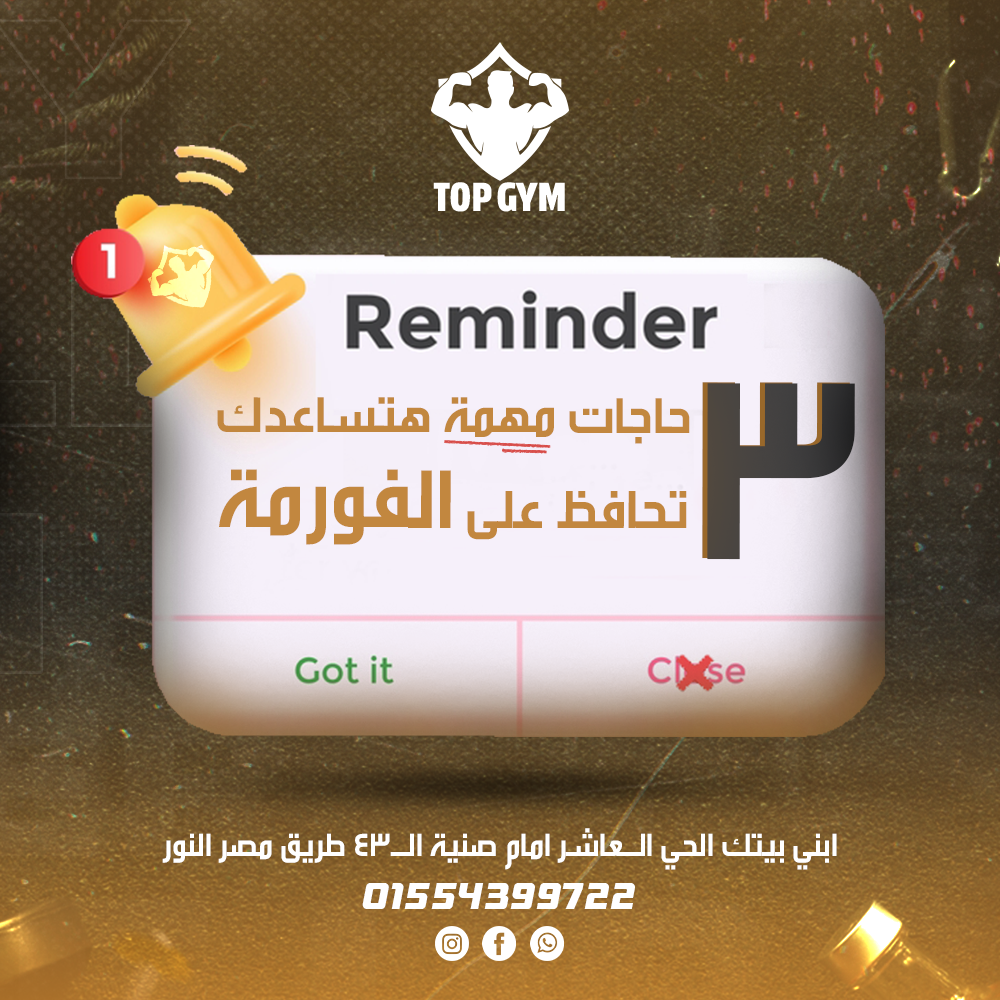 TOP GYM
1
Reminder
٣ حاجات مهمة هتساعدك
تحافظ على الفورمة
Got it
Close
ابني بيتك الحي العاشر امام صنية الـ٤٣ طريق مصر النور
01554399722